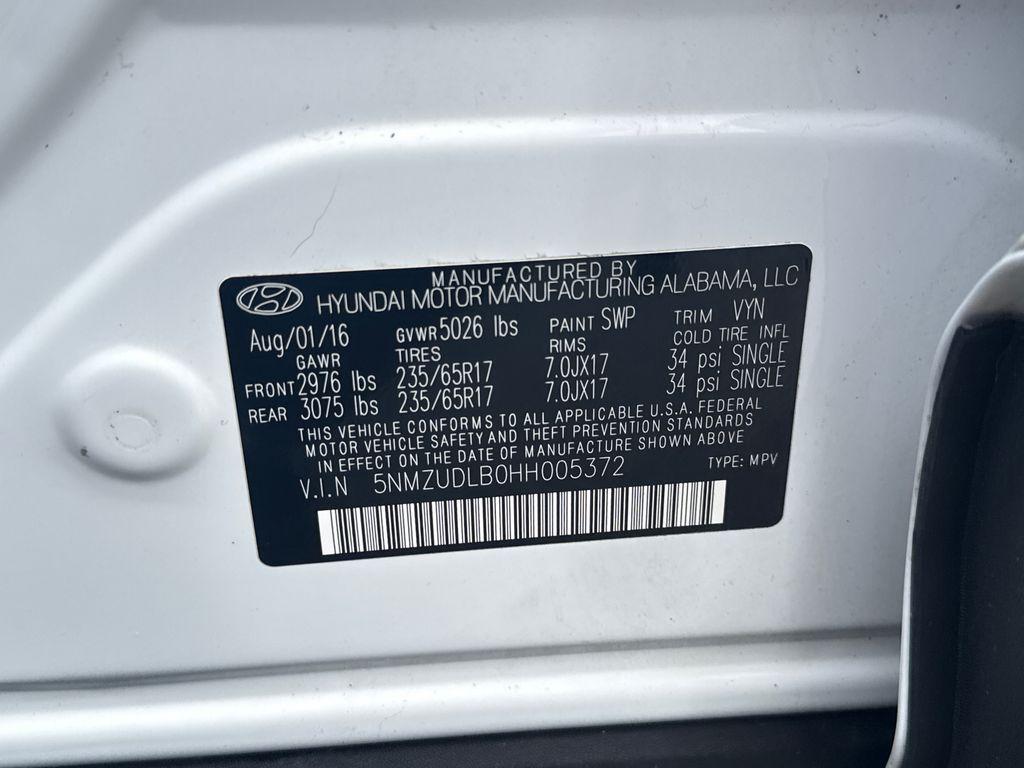 MANUFACTURED BY
HYUNDAI MOTOR MANUFACTURING ALABAMA, LLC
Aug/01/16 GVWR 5026 lbs PAINT SWP TRIM VYN
GAWR TIRES RIMS COLD TIRE INFL
FRONT 2976 lbs 235/65R17 7.0JX17 34 psi SINGLE
REAR 3075 lbs 235/65R17 7.0JX17 34 psi SINGLE
THIS VEHICLE CONFORMS TO ALL APPLICABLE U.S.A. FEDERAL
MOTOR VEHICLE SAFETY AND THEFT PREVENTION STANDARDS
IN EFFECT ON THE DATE OF MANUFACTURE SHOWN ABOVE
V.I.N 5NMZUDLB0HH005372 TYPE: MPV